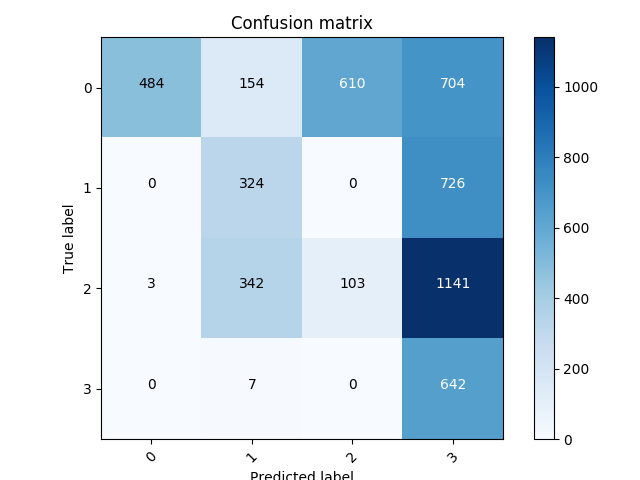 Confusion matrix
0 484 154 610 704
1 0 324 0 726
2 3 342 103 1141
3 0 7 0 642
0 1 2 3
True label
Predicted label
1000
800
600
400
200
0